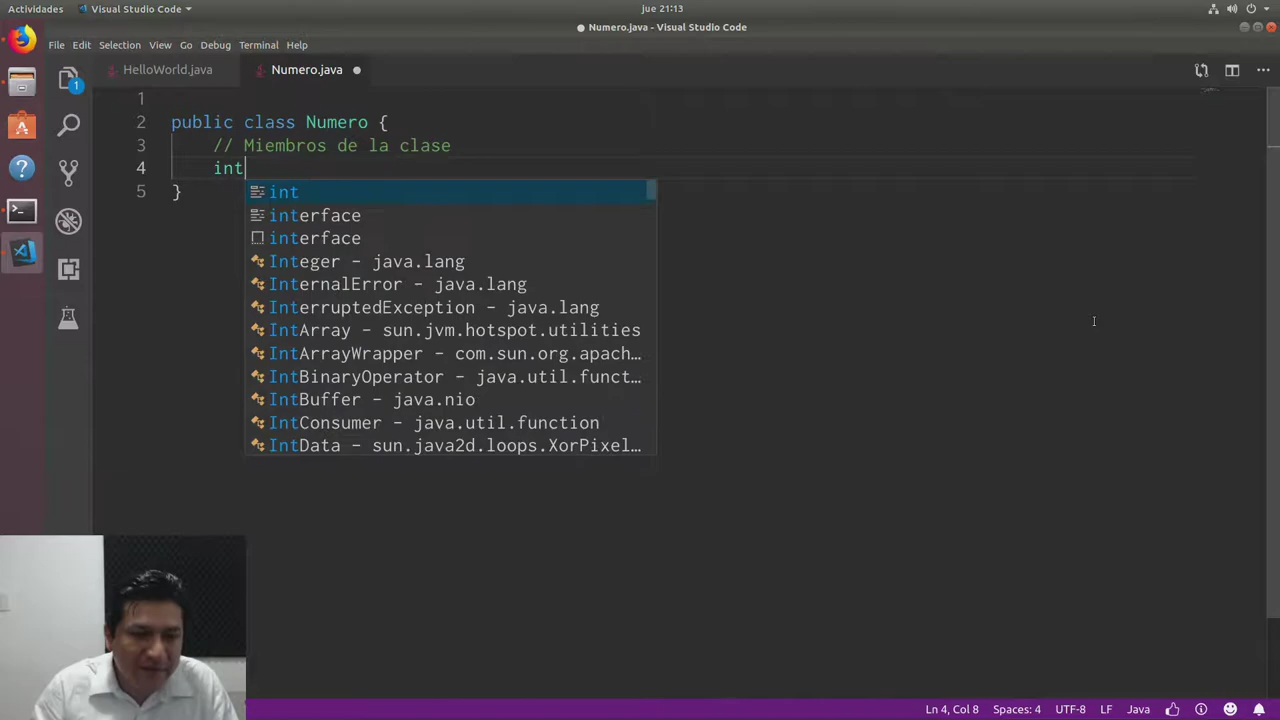 Actividades
Visual Studio Code
jue 21:13
Numero.java - Visual Studio Code
File Edit Selection View Go Debug Terminal Help
1
HelloWorld.java
Numero.java
1
2 public class Numero {
3 // Miembros de la clase
4 int
5 }
int
interface
interface
Integer - java.lang
InternalError - java.lang
InterruptedException - java.lang
IntArray - sun.jvm.hotspot.utilities
IntArrayWrapper - com.sun.org.apach…
IntBinaryOperator - java.util.funct…
IntBuffer - java.nio
IntConsumer - java.util.function
IntData - sun.java2d.loops.XorPixel…
Ln 4, Col 8 Spaces: 4 UTF-8 LF Java